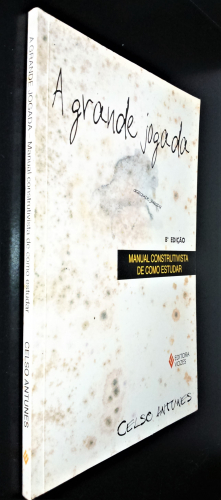 A GRANDE JOGADA - Manual construtivista de como estudar
CELSO ANTUNES
A grande jogada
8ª EDIÇÃO
MANUAL CONSTRUTIVISTA
DE COMO ESTUDAR
EDITORA
VOZES
CELSO ANTUNES